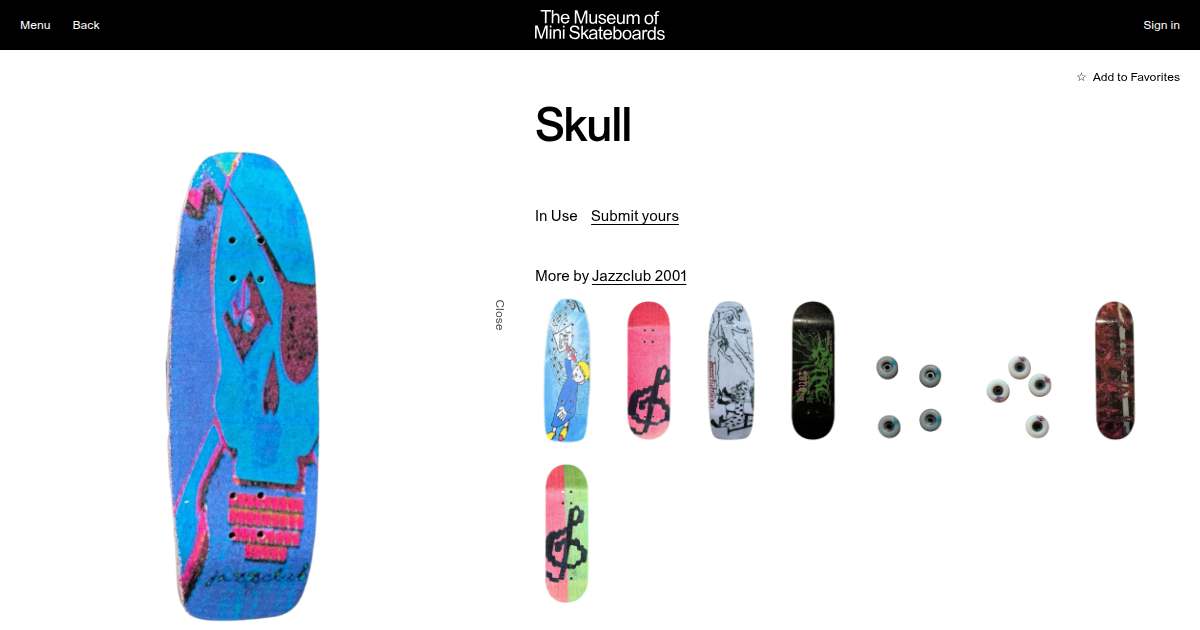 Menu
Back
The Museum of
Mini Skateboards
Sign in
☆ Add to Favorites
Skull
In Use
Submit yours
More by Jazzclub 2001
Close
jazzclub